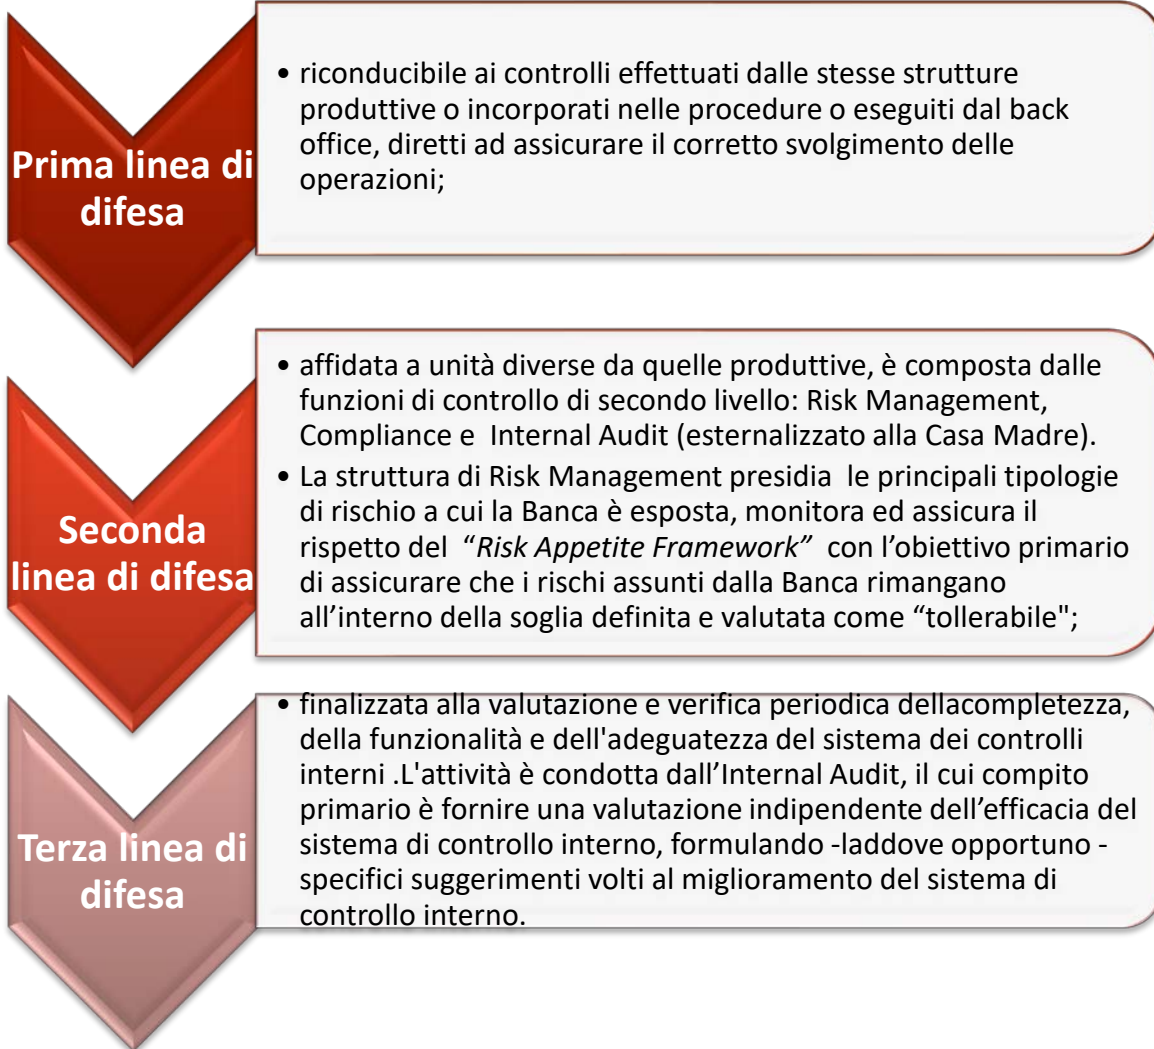 Prima linea di
difesa
• riconducibile ai controlli effettuati dalle stesse strutture
produttive o incorporati nelle procedure o eseguiti dal back
office, diretti ad assicurare il corretto svolgimento delle
operazioni;
Seconda
linea di difesa
• affidata a unità diverse da quelle produttive, è composta dalle
funzioni di controllo di secondo livello: Risk Management,
Compliance e Internal Audit (esternalizzato alla Casa Madre).
• La struttura di Risk Management presidia le principali tipologie
di rischio a cui la Banca è esposta, monitora ed assicura il
rispetto del “Risk Appetite Framework” con l’obiettivo primario
di assicurare che i rischi assunti dalla Banca rimangano
all’interno della soglia definita e valutata come “tollerabile";
Terza linea di
difesa
• finalizzata alla valutazione e verifica periodica dellacompletezza,
della funzionalità e dell'adeguatezza del sistema dei controlli
interni .L'attività è condotta dall’Internal Audit, il cui compito
primario è fornire una valutazione indipendente dell’efficacia del
sistema di controllo interno, formulando -laddove opportuno -
specifici suggerimenti volti al miglioramento del sistema di
controllo interno.